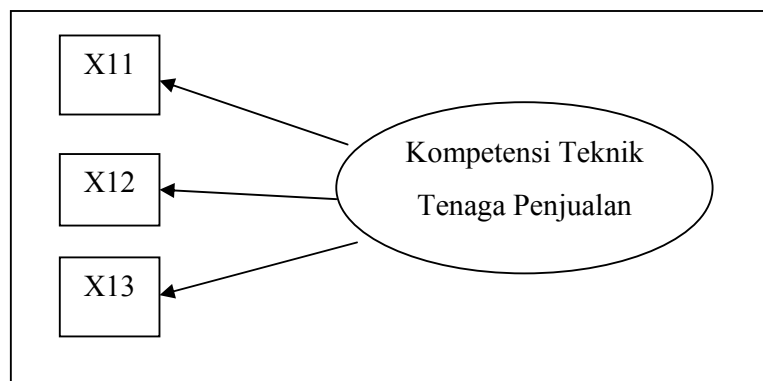 X11
X12
X13
Kompetensi Teknik
Tenaga Penjualan